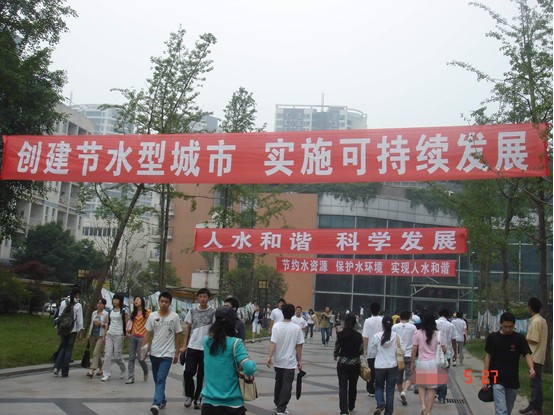 创建节水型城市 实施可持续发展
人水和谐 科学发展
节约水资源 保护水环境 实现人水和谐
5 27